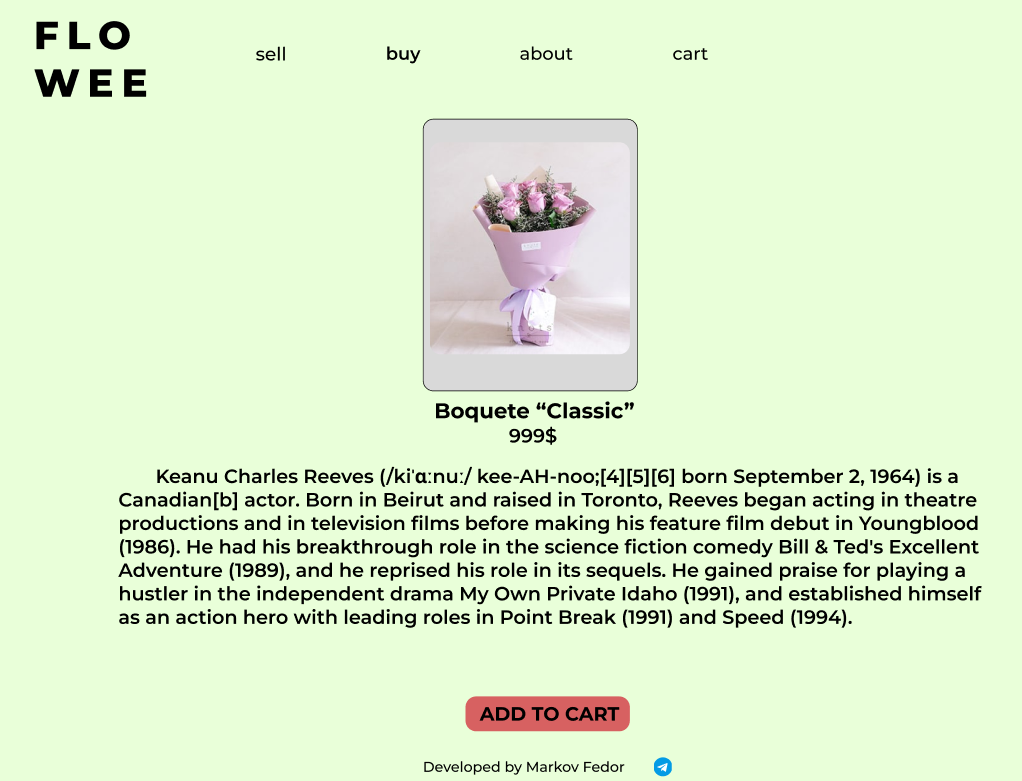 FLO
WEE
sell
buy
about
cart
Boquete “Classic”
999$
Keanu Charles Reeves (/kiˈɑːnuː/ kee-AH-noo;[4][5][6] born September 2, 1964) is a
Canadian[b] actor. Born in Beirut and raised in Toronto, Reeves began acting in theatre
productions and in television films before making his feature film debut in Youngblood
(1986). He had his breakthrough role in the science fiction comedy Bill & Ted's Excellent
Adventure (1989), and he reprised his role in its sequels. He gained praise for playing a
hustler in the independent drama My Own Private Idaho (1991), and established himself
as an action hero with leading roles in Point Break (1991) and Speed (1994).
ADD TO CART
Developed by Markov Fedor